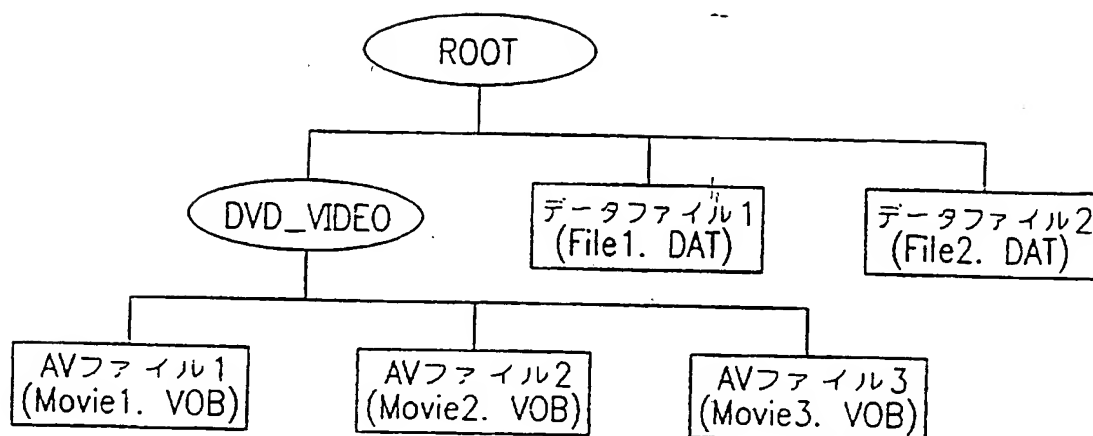 ROOT
DVD_VIDEO
データファイル1
(File1. DAT)
データファイル2
(File2. DAT)
AVファイル1
(Movie1. VOB)
AVファイル2
(Movie2. VOB)
AVファイル3
(Movie3. VOB)